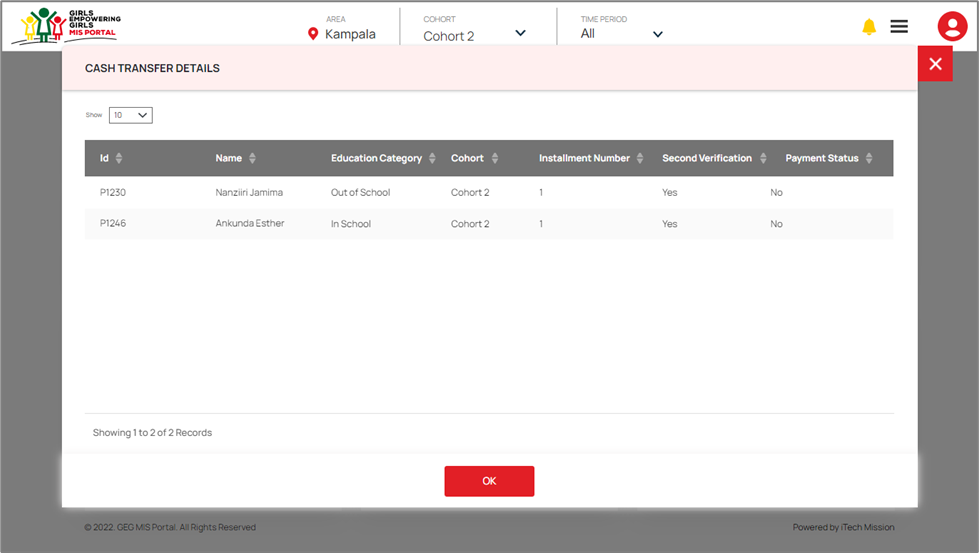 GIRLS
EMPOWERING
GIRLS
MIS PORTAL
AREA
Kampala
COHORT
Cohort 2
TIME PERIOD
All
CASH TRANSFER DETAILS
Show 10
Id Name Education Category Cohort Installment Number Second Verification Payment Status
P1230 Nanziiri Jamima Out of School Cohort 2 1 Yes No
P1246 Ankunda Esther In School Cohort 2 1 Yes No
Showing 1 to 2 of 2 Records
OK
© 2022. GEG MIS Portal. All Rights Reserved Powered by iTech Mission